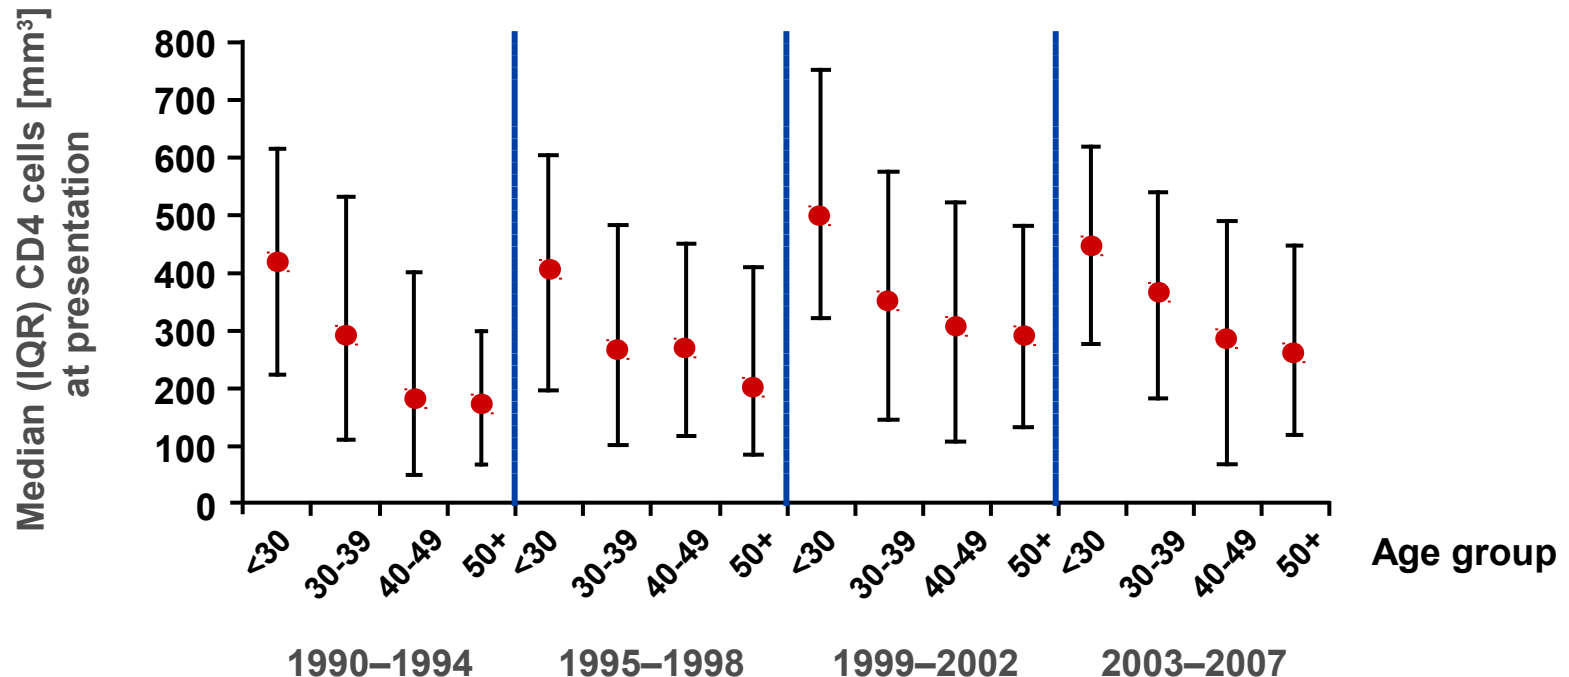 Median (IQR) CD4 cells [mm³]
at presentation
800
700
600
500
400
300
200
100
0
<30 30-39 40-49 50+ <30 30-39 40-49 50+ <30 30-39 40-49 50+ <30 30-39 40-49 50+
Age group
1990–1994 1995–1998 1999–2002 2003–2007